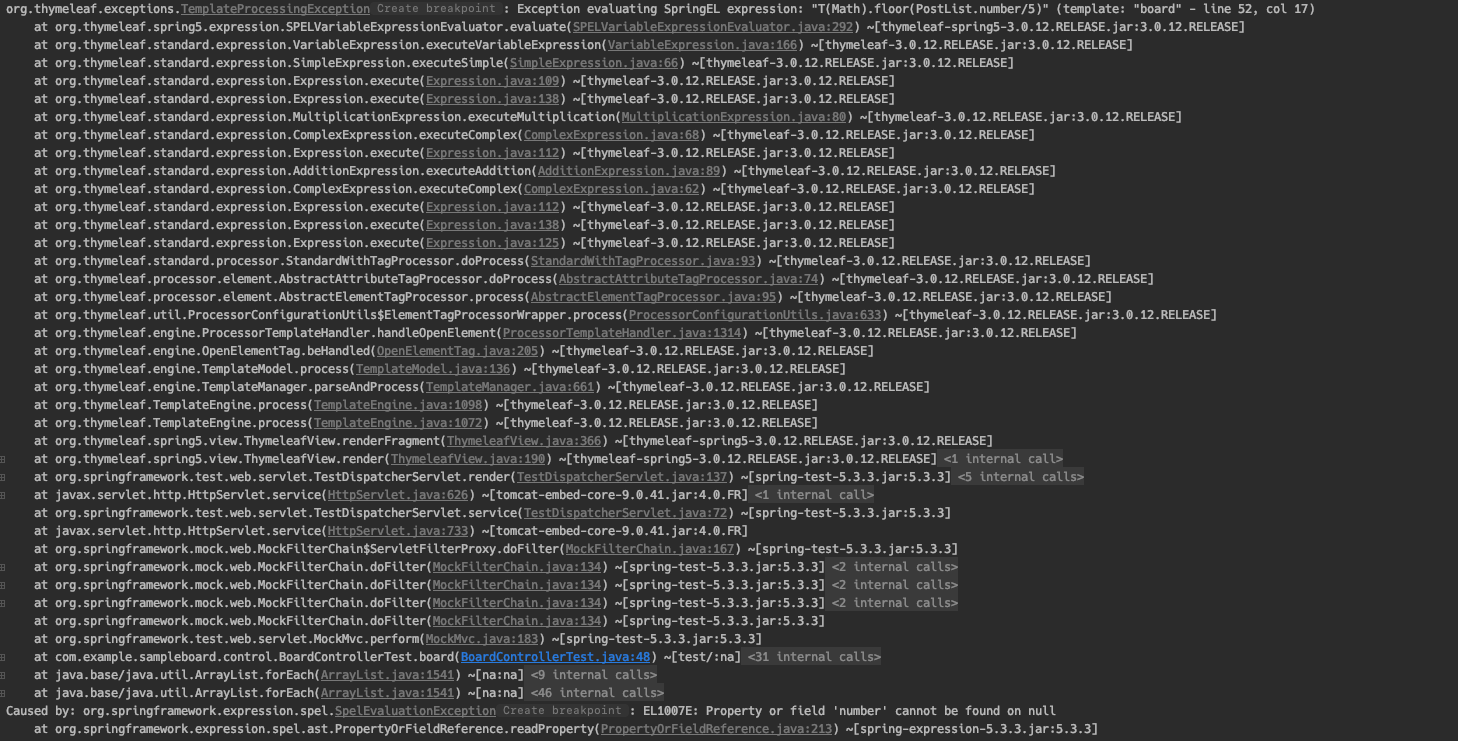 org.thymeleaf.exceptions.TemplateProcessingException Create breakpoint : Exception evaluating SpringEL expression: "T(Math).floor(PostList.number/5)" (template: "board" - line 52, col 17)
at org.thymeleaf.spring5.expression.SPELVariableExpressionEvaluator.evaluate(SPELVariableExpressionEvaluator.java:292) ~[thymeleaf-spring5-3.0.12.RELEASE.jar:3.0.12.RELEASE]
at org.thymeleaf.standard.expression.VariableExpression.executeVariableExpression(VariableExpression.java:166) ~[thymeleaf-3.0.12.RELEASE.jar:3.0.12.RELEASE]
at org.thymeleaf.standard.expression.SimpleExpression.executeSimple(SimpleExpression.java:66) ~[thymeleaf-3.0.12.RELEASE.jar:3.0.12.RELEASE]
at org.thymeleaf.standard.expression.Expression.execute(Expression.java:109) ~[thymeleaf-3.0.12.RELEASE.jar:3.0.12.RELEASE]
at org.thymeleaf.standard.expression.Expression.execute(Expression.java:138) ~[thymeleaf-3.0.12.RELEASE.jar:3.0.12.RELEASE]
at org.thymeleaf.standard.expression.MultiplicationExpression.executeMultiplication(MultiplicationExpression.java:80) ~[thymeleaf-3.0.12.RELEASE.jar:3.0.12.RELEASE]
at org.thymeleaf.standard.expression.ComplexExpression.executeComplex(ComplexExpression.java:68) ~[thymeleaf-3.0.12.RELEASE.jar:3.0.12.RELEASE]
at org.thymeleaf.standard.expression.Expression.execute(Expression.java:112) ~[thymeleaf-3.0.12.RELEASE.jar:3.0.12.RELEASE]
at org.thymeleaf.standard.expression.AdditionExpression.executeAddition(AdditionExpression.java:89) ~[thymeleaf-3.0.12.RELEASE.jar:3.0.12.RELEASE]
at org.thymeleaf.standard.expression.ComplexExpression.executeComplex(ComplexExpression.java:62) ~[thymeleaf-3.0.12.RELEASE.jar:3.0.12.RELEASE]
at org.thymeleaf.standard.expression.Expression.execute(Expression.java:112) ~[thymeleaf-3.0.12.RELEASE.jar:3.0.12.RELEASE]
at org.thymeleaf.standard.expression.Expression.execute(Expression.java:138) ~[thymeleaf-3.0.12.RELEASE.jar:3.0.12.RELEASE]
at org.thymeleaf.standard.expression.Expression.execute(Expression.java:125) ~[thymeleaf-3.0.12.RELEASE.jar:3.0.12.RELEASE]
at org.thymeleaf.standard.processor.StandardWithTagProcessor.doProcess(StandardWithTagProcessor.java:93) ~[thymeleaf-3.0.12.RELEASE.jar:3.0.12.RELEASE]
at org.thymeleaf.processor.element.AbstractAttributeTagProcessor.doProcess(AbstractAttributeTagProcessor.java:74) ~[thymeleaf-3.0.12.RELEASE.jar:3.0.12.RELEASE]
at org.thymeleaf.processor.element.AbstractElementTagProcessor.process(AbstractElementTagProcessor.java:95) ~[thymeleaf-3.0.12.RELEASE.jar:3.0.12.RELEASE]
at org.thymeleaf.util.ProcessorConfigurationUtils$ElementTagProcessorWrapper.process(ProcessorConfigurationUtils.java:633) ~[thymeleaf-3.0.12.RELEASE.jar:3.0.12.RELEASE]
at org.thymeleaf.engine.ProcessorTemplateHandler.handleOpenElement(ProcessorTemplateHandler.java:1314) ~[thymeleaf-3.0.12.RELEASE.jar:3.0.12.RELEASE]
at org.thymeleaf.engine.OpenElementTag.beHandled(OpenElementTag.java:205) ~[thymeleaf-3.0.12.RELEASE.jar:3.0.12.RELEASE]
at org.thymeleaf.engine.TemplateModel.process(TemplateModel.java:136) ~[thymeleaf-3.0.12.RELEASE.jar:3.0.12.RELEASE]
at org.thymeleaf.engine.TemplateManager.parseAndProcess(TemplateManager.java:661) ~[thymeleaf-3.0.12.RELEASE.jar:3.0.12.RELEASE]
at org.thymeleaf.TemplateEngine.process(TemplateEngine.java:1098) ~[thymeleaf-3.0.12.RELEASE.jar:3.0.12.RELEASE]
at org.thymeleaf.TemplateEngine.process(TemplateEngine.java:1072) ~[thymeleaf-3.0.12.RELEASE.jar:3.0.12.RELEASE]
at org.thymeleaf.spring5.view.ThymeleafView.renderFragment(ThymeleafView.java:366) ~[thymeleaf-spring5-3.0.12.RELEASE.jar:3.0.12.RELEASE]
at org.thymeleaf.spring5.view.ThymeleafView.render(ThymeleafView.java:190) ~[thymeleaf-spring5-3.0.12.RELEASE.jar:3.0.12.RELEASE] <1 internal call>
at org.springframework.test.web.servlet.TestDispatcherServlet.render(TestDispatcherServlet.java:137) ~[spring-test-5.3.3.jar:5.3.3] <5 internal calls>
at javax.servlet.http.HttpServlet.service(HttpServlet.java:626) ~[tomcat-embed-core-9.0.41.jar:4.0.FR] <1 internal call>
at org.springframework.test.web.servlet.TestDispatcherServlet.service(TestDispatcherServlet.java:72) ~[spring-test-5.3.3.jar:5.3.3]
at javax.servlet.http.HttpServlet.service(HttpServlet.java:733) ~[tomcat-embed-core-9.0.41.jar:4.0.FR]
at org.springframework.mock.web.MockFilterChain$ServletFilterProxy.doFilter(MockFilterChain.java:167) ~[spring-test-5.3.3.jar:5.3.3]
at org.springframework.mock.web.MockFilterChain.doFilter(MockFilterChain.java:134) ~[spring-test-5.3.3.jar:5.3.3] <2 internal calls>
at org.springframework.mock.web.MockFilterChain.doFilter(MockFilterChain.java:134) ~[spring-test-5.3.3.jar:5.3.3] <2 internal calls>
at org.springframework.mock.web.MockFilterChain.doFilter(MockFilterChain.java:134) ~[spring-test-5.3.3.jar:5.3.3] <2 internal calls>
at org.springframework.mock.web.MockFilterChain.doFilter(MockFilterChain.java:134) ~[spring-test-5.3.3.jar:5.3.3]
at org.springframework.test.web.servlet.MockMvc.perform(MockMvc.java:183) ~[spring-test-5.3.3.jar:5.3.3]
at com.example.sampleboard.control.BoardControllerTest.board(BoardControllerTest.java:48) ~[test/:na] <31 internal calls>
at java.base/java.util.ArrayList.forEach(ArrayList.java:1541) ~[na:na] <9 internal calls>
at java.base/java.util.ArrayList.forEach(ArrayList.java:1541) ~[na:na] <46 internal calls>
Caused by: org.springframework.expression.spel.SpelEvaluationException Create breakpoint : EL1007E: Property or field 'number' cannot be found on null
at org.springframework.expression.spel.ast.PropertyOrFieldReference.readProperty(PropertyOrFieldReference.java:213) ~[spring-expression-5.3.3.jar:5.3.3]